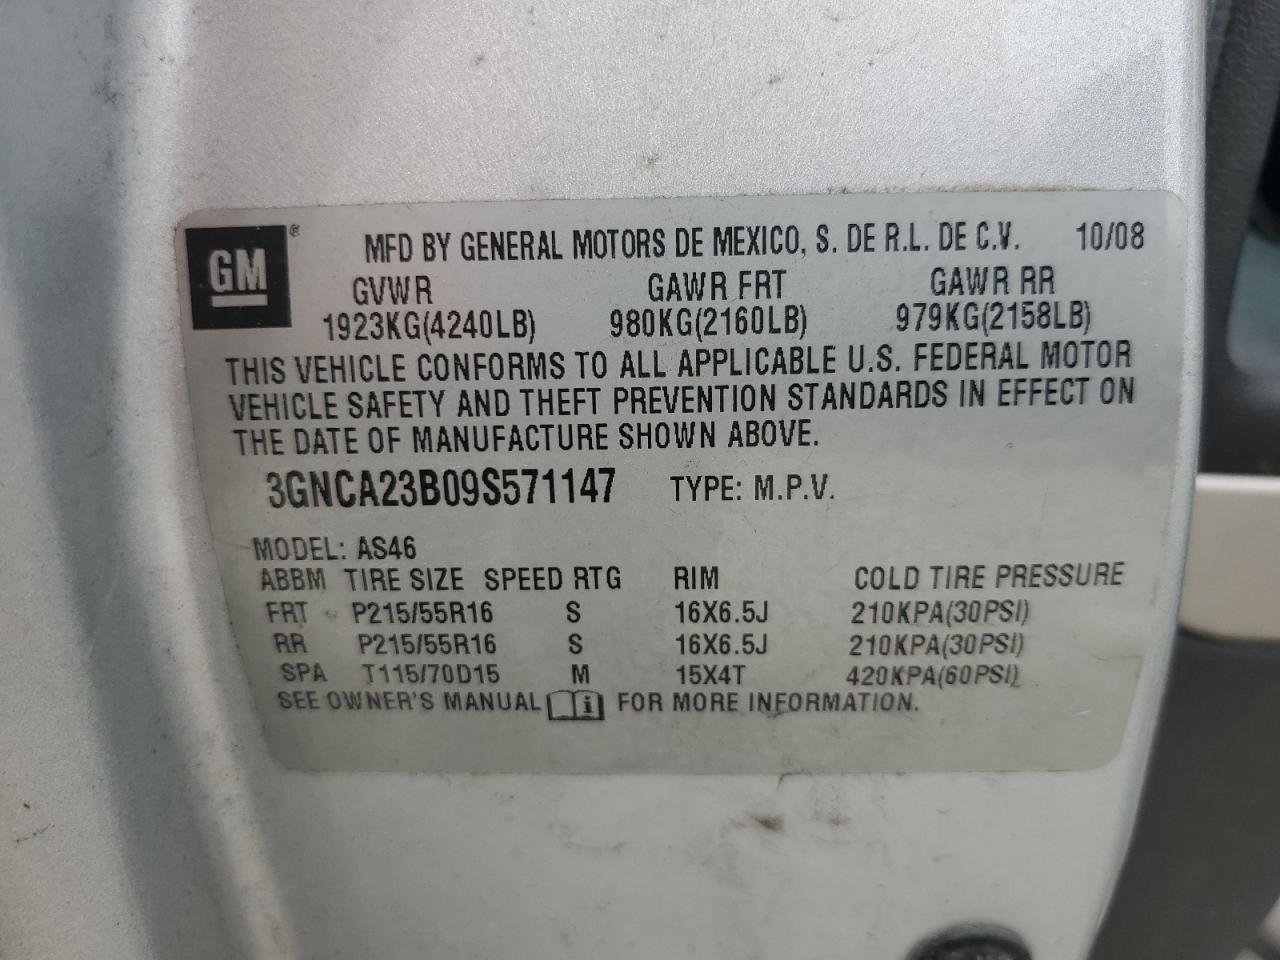 GM ®
MFD BY GENERAL MOTORS DE MEXICO, S. DE R.L. DE C.V. 10/08
GVWR GAWR FRT GAWR RR
1923KG(4240LB) 980KG(2160LB) 979KG(2158LB)
THIS VEHICLE CONFORMS TO ALL APPLICABLE U.S. FEDERAL MOTOR
VEHICLE SAFETY AND THEFT PREVENTION STANDARDS IN EFFECT ON
THE DATE OF MANUFACTURE SHOWN ABOVE.
3GNCA23B09S571147 TYPE: M.P.V.
MODEL: AS46
ABBM TIRE SIZE SPEED RTG RIM COLD TIRE PRESSURE
FRT P215/55R16 S 16X6.5J 210KPA(30PSI)
RR P215/55R16 S 16X6.5J 210KPA(30PSI)
SPA T115/70D15 M 15X4T 420KPA(60PSI)
SEE OWNER'S MANUAL i FOR MORE INFORMATION.